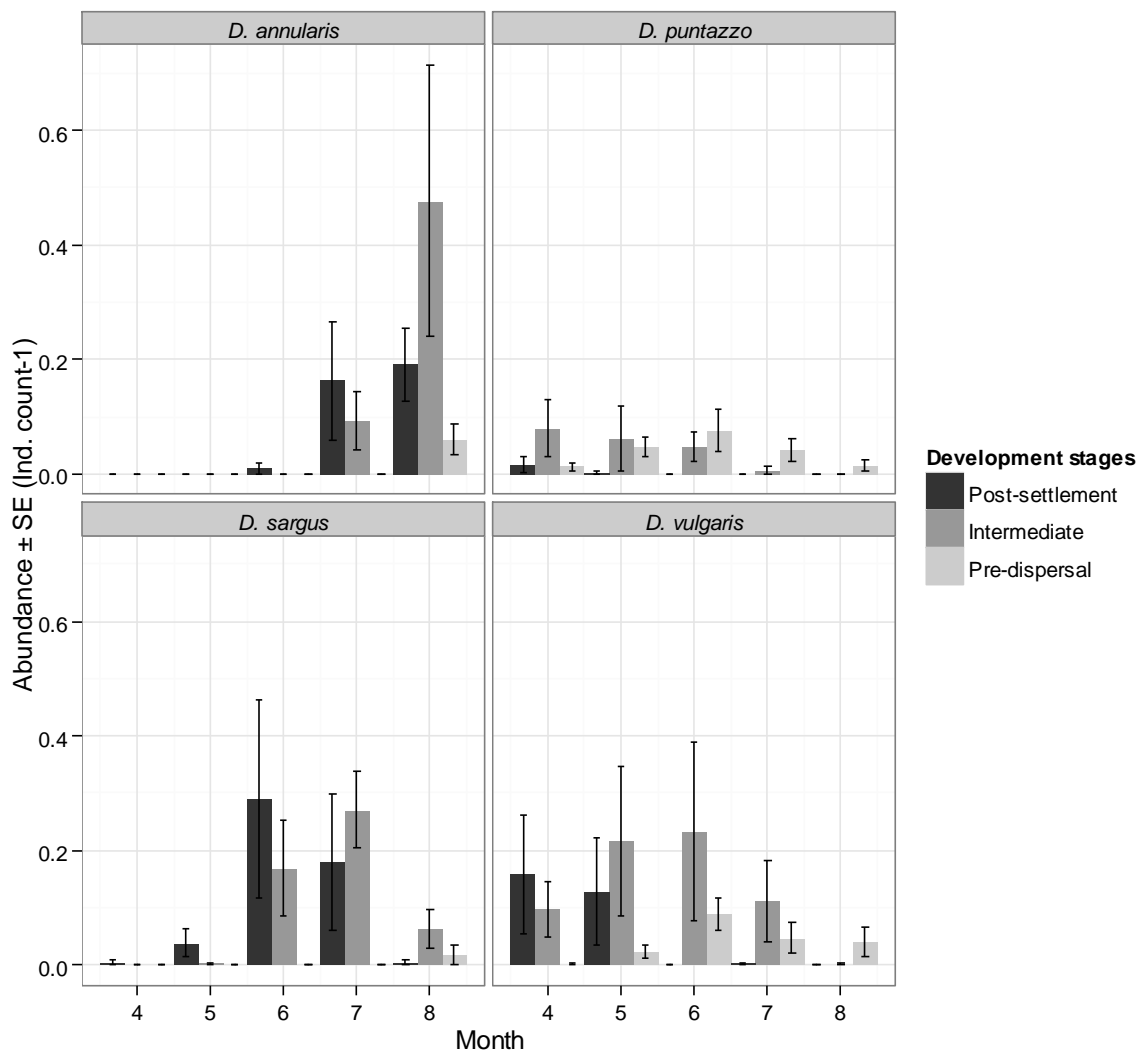 D. annularis
D. puntazzo
0.6
0.4
0.2
0.0
D. sargus
D. vulgaris
0.6
0.4
0.2
0.0
4 5 6 7 8
4 5 6 7 8
Month
Abundance ± SE (Ind. count-1)
Development stages
Post-settlement
Intermediate
Pre-dispersal